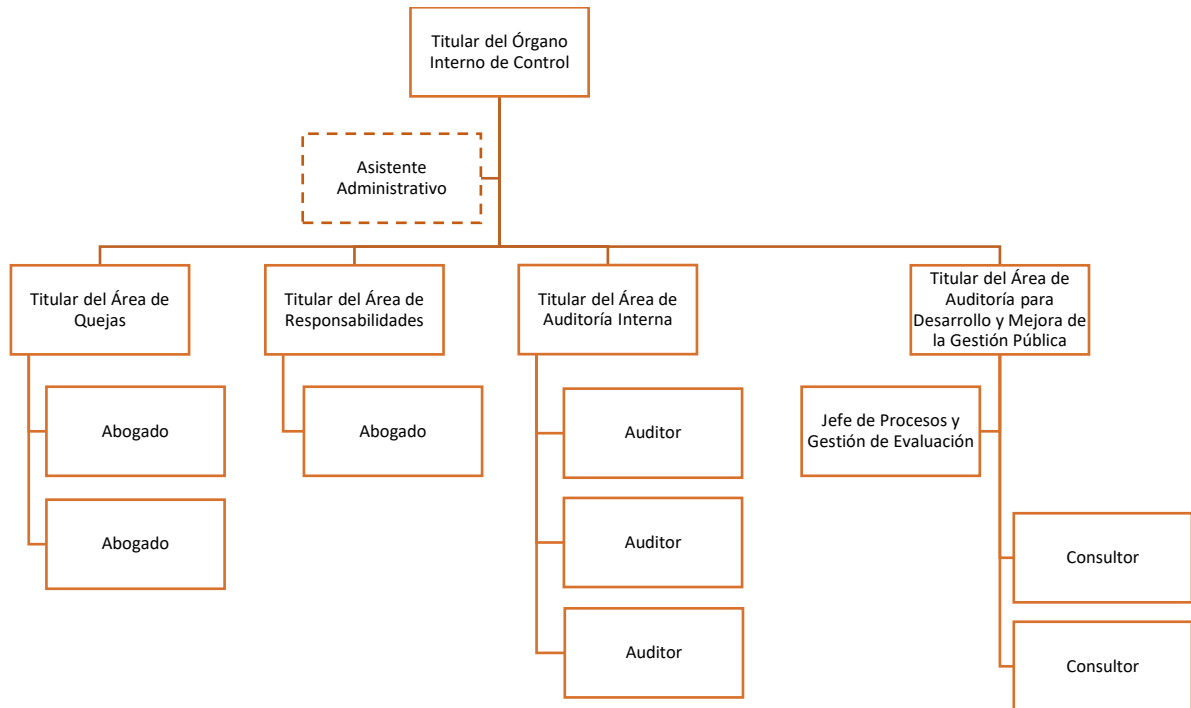 Titular del Órgano
Interno de Control
Asistente
Administrativo
Titular del Área de
Quejas
Titular del Área de
Responsabilidades
Titular del Área de
Auditoría Interna
Titular del Área de
Auditoría para
Desarrollo y Mejora de
la Gestión Pública
Abogado
Abogado
Abogado
Auditor
Auditor
Auditor
Jefe de Procesos y
Gestión de Evaluación
Consultor
Consultor